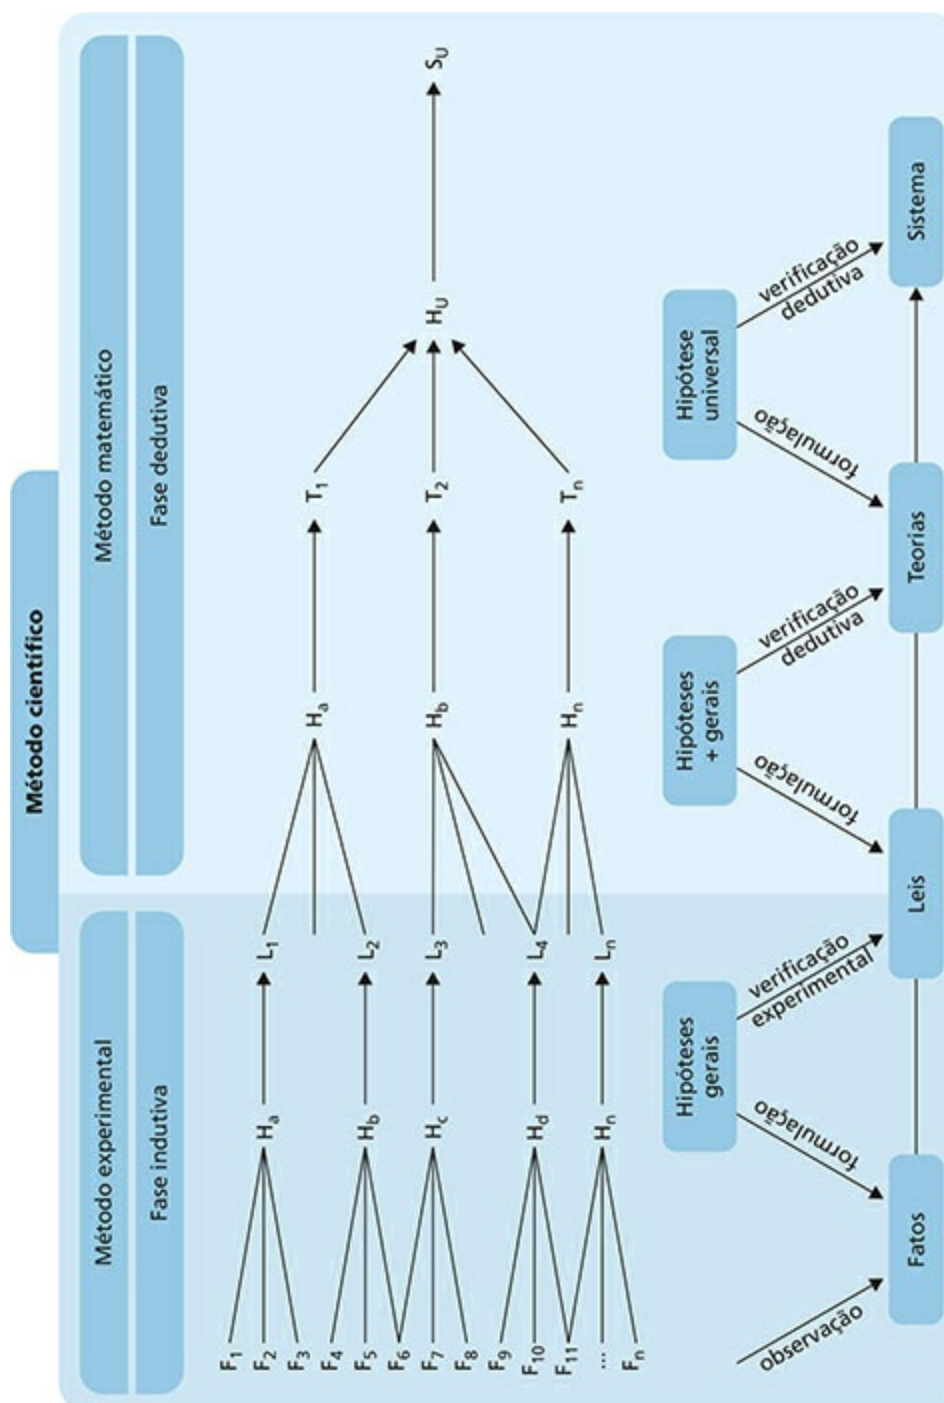 Método científico
Método experimental
Método matemático
Fase indutiva
Fase dedutiva
F1
F2
F3
F4
F5
F6
F7
F8
F9
F10
F11
...
Fn
Ha
Hb
Hc
Hd
Hn
L1
L2
L3
L4
Ln
Ha
Hb
Hn
T1
T2
Tn
HU
SU
Hipóteses
gerais
Hipóteses
+ gerais
Hipótese
universal
observação
formulação
verificação
experimental
formulação
verificação
dedutiva
formulação
verificação
dedutiva
Fatos
Leis
Teorias
Sistema